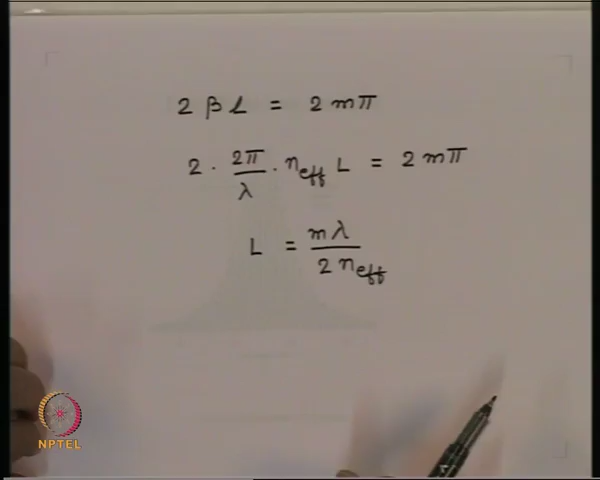 2 β L = 2 m π
2 · 2π/λ · n_eff L = 2 m π
L = mλ / 2 n_eff
NPTEL